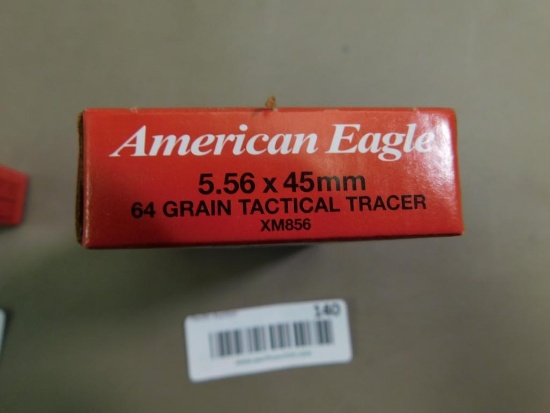 American Eagle
5.56 x 45mm
64 GRAIN TACTICAL TRACER
XM856
140